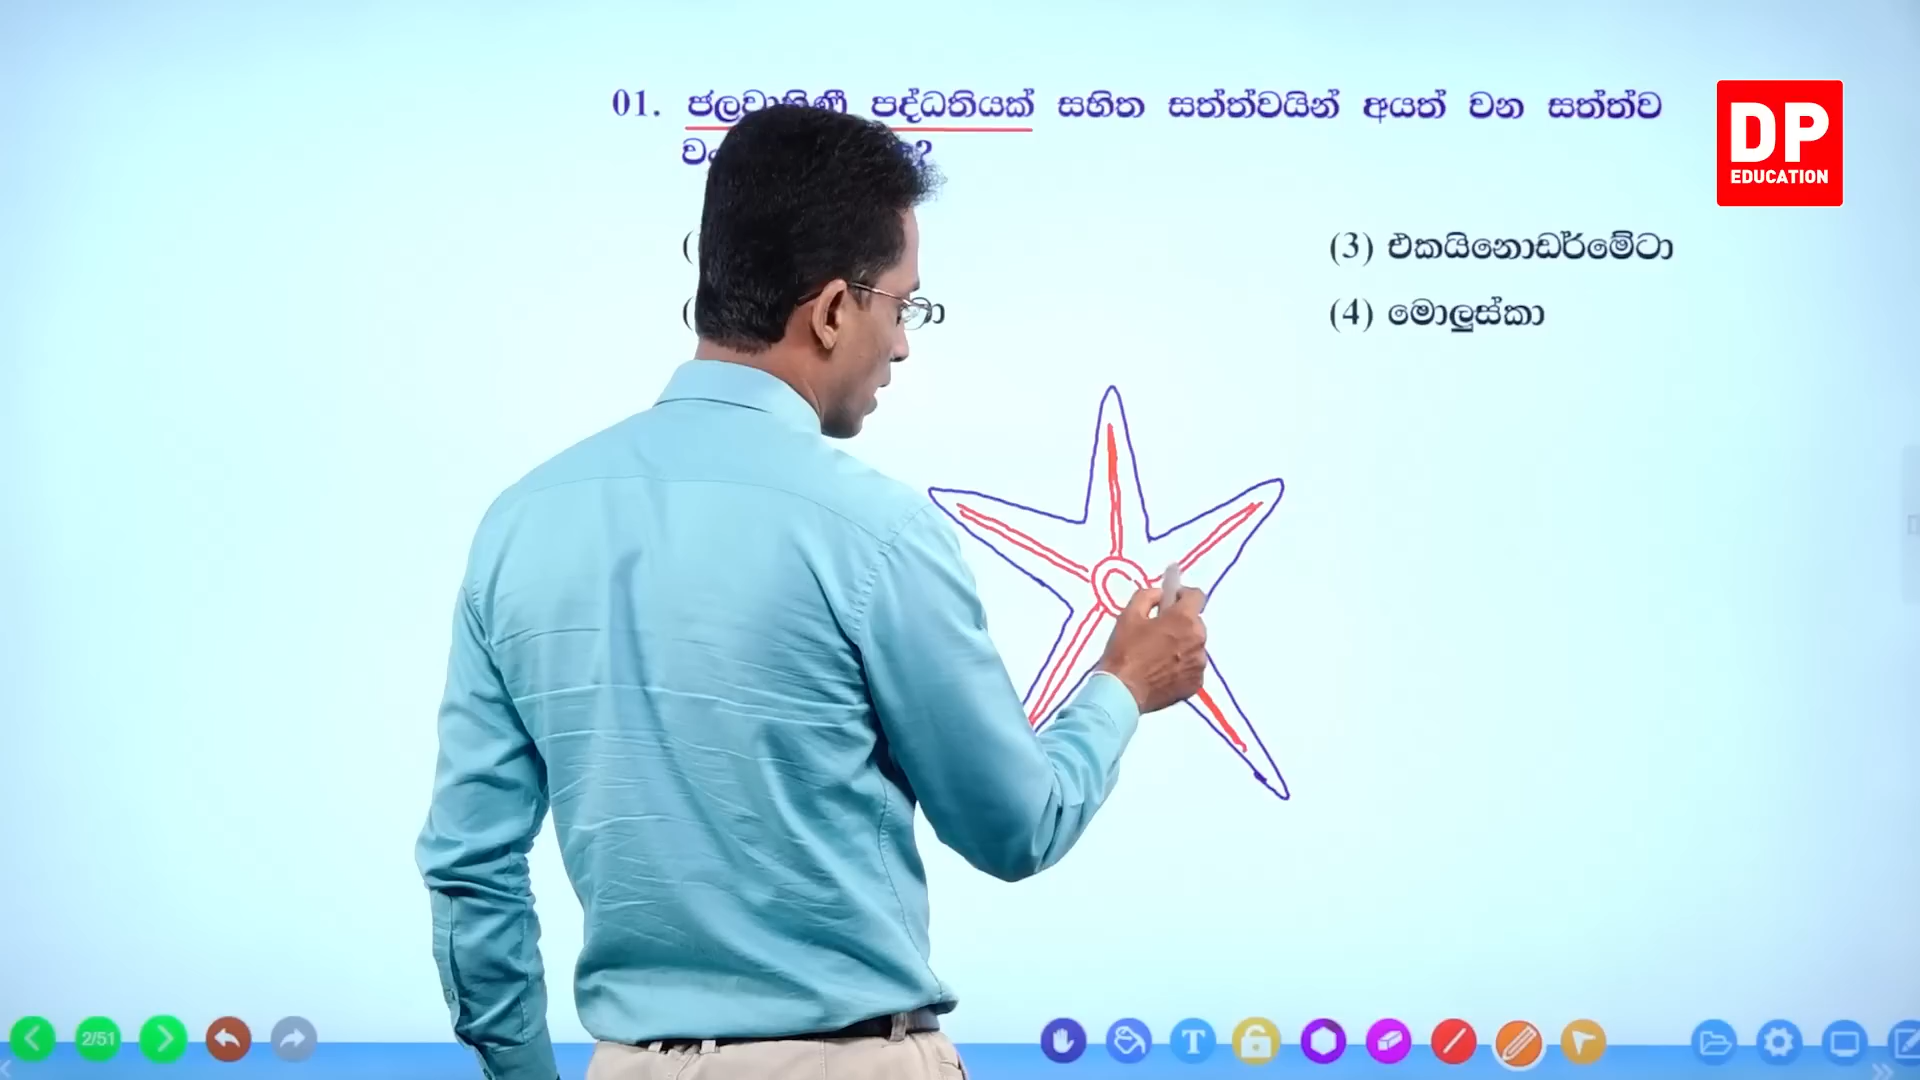 01. ජලවාහිණී පද්ධතියක් සහිත සත්ත්වයින් අයත් වන සත්ත්ව
(3) එකයිනොඩර්මේටා
(4) මොලුස්කා
DP
EDUCATION
2/51
T